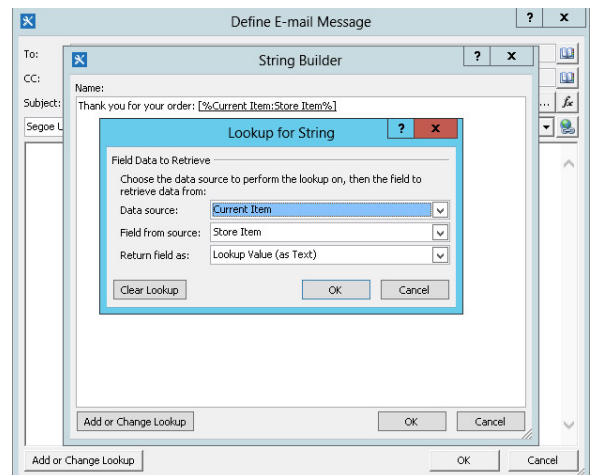 Define E-mail Message
? x
To:
String Builder
? x
CC:
Name:
Subject:
Thank you for your order: [%Current Item:Store Item%]
... fx
Segoe U
Lookup for String
? x
Field Data to Retrieve
Choose the data source to perform the lookup on, then the field to
retrieve data from:
Data source: Current Item
Field from source: Store Item
Return field as: Lookup Value (as Text)
Clear Lookup OK Cancel
Add or Change Lookup OK Cancel
Add or Change Lookup OK Cancel